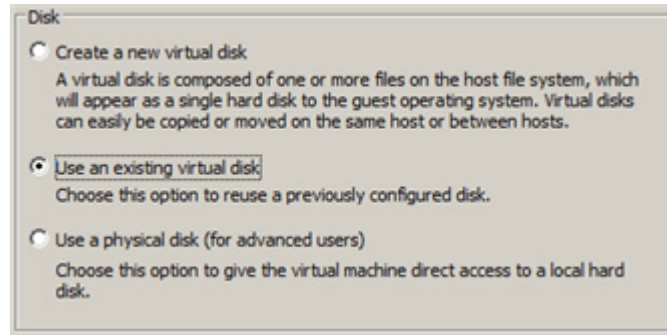 Disk
Create a new virtual disk
A virtual disk is composed of one or more files on the host file system, which
will appear as a single hard disk to the guest operating system. Virtual disks
can easily be copied or moved on the same host or between hosts.
Use an existing virtual disk
Choose this option to reuse a previously configured disk.
Use a physical disk (for advanced users)
Choose this option to give the virtual machine direct access to a local hard
disk.